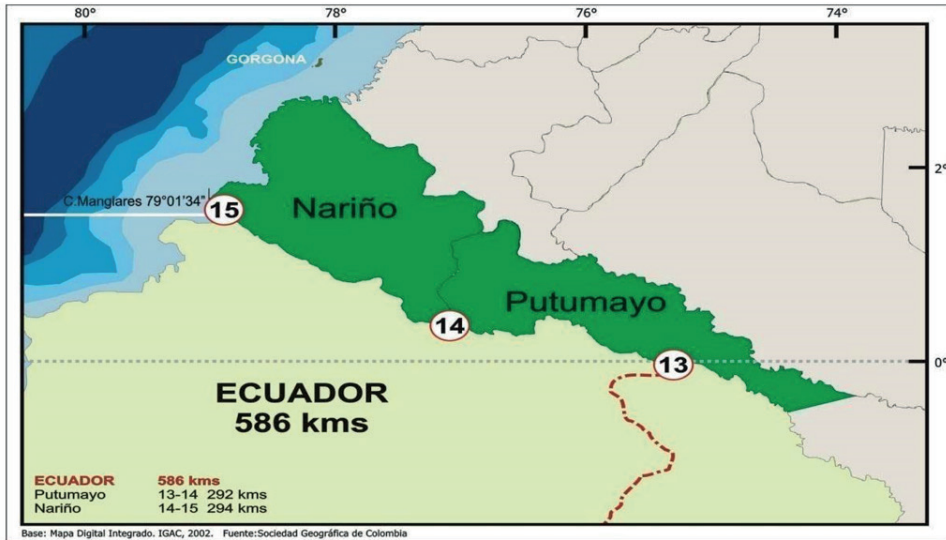 80° 78° 76° 74°
GORGONA
2°
C.Manglares 79°01'34"
15
Nariño
Putumayo
14
13
0°
ECUADOR
586 kms
ECUADOR 586 kms
Putumayo 13-14 292 kms
Nariño 14-15 294 kms
Base: Mapa Digital Integrado. IGAC, 2002. Fuente:Sociedad Geográfica de Colombia